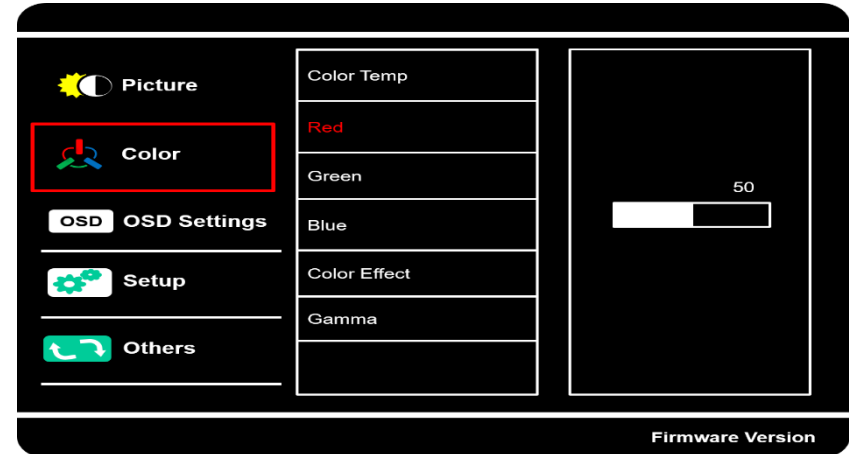 Picture
Color
OSD OSD Settings
Setup
Others
Color Temp
Red
Green
Blue
Color Effect
Gamma
50
Firmware Version